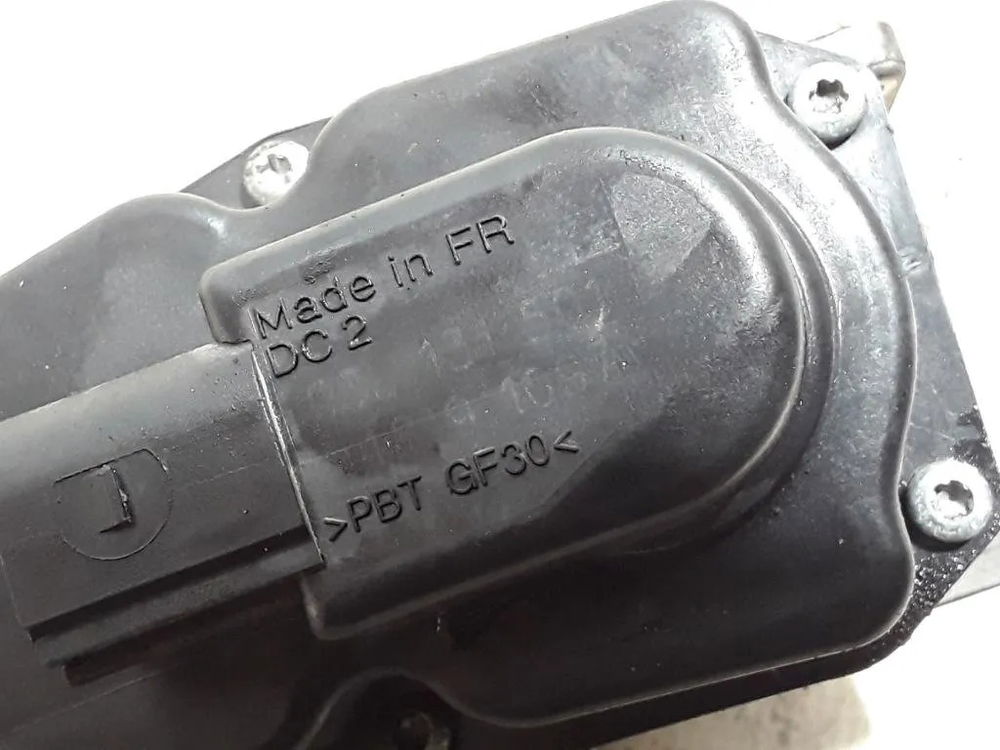 Made in FR
DC 2
>PBT GF30<